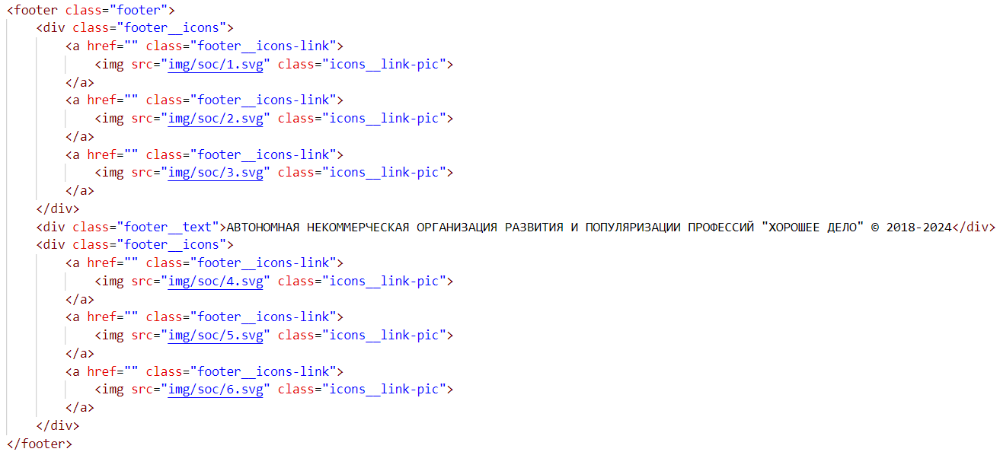 <footer class="footer">
    <div class="footer__icons">
        <a href="" class="footer__icons-link">
            <img src="img/soc/1.svg" class="icons__link-pic">
        </a>
        <a href="" class="footer__icons-link">
            <img src="img/soc/2.svg" class="icons__link-pic">
        </a>
        <a href="" class="footer__icons-link">
            <img src="img/soc/3.svg" class="icons__link-pic">
        </a>
    </div>
    <div class="footer__text">АВТОНОМНАЯ НЕКОММЕРЧЕСКАЯ ОРГАНИЗАЦИЯ РАЗВИТИЯ И ПОПУЛЯРИЗАЦИИ ПРОФЕССИЙ "ХОРОШЕЕ ДЕЛО" © 2018-2024</div>
    <div class="footer__icons">
        <a href="" class="footer__icons-link">
            <img src="img/soc/4.svg" class="icons__link-pic">
        </a>
        <a href="" class="footer__icons-link">
            <img src="img/soc/5.svg" class="icons__link-pic">
        </a>
        <a href="" class="footer__icons-link">
            <img src="img/soc/6.svg" class="icons__link-pic">
        </a>
    </div>
</footer>